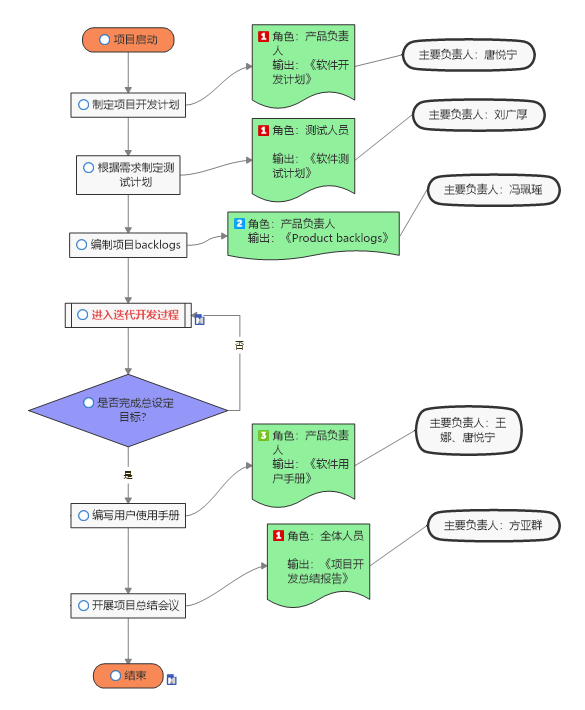 项目启动
1 角色：产品负责
人
输出：《软件开
发计划》
主要负责人：唐悦宁
制定项目开发计划
1 角色：测试人员
输出：《软件测
试计划》
主要负责人：刘广厚
根据需求制定测
试计划
2 角色：产品负责人
输出：《Product backlogs》
主要负责人：冯珮瑶
编制项目backlogs
进入迭代开发过程
否
是否完成总设定
目标？
是
3 角色：产品负责
人
输出：《软件用
户手册》
主要负责人：王
娜、唐悦宁
编写用户使用手册
1 角色：全体人员
输出：《项目开
发总结报告》
主要负责人：方亚群
开展项目总结会议
结束